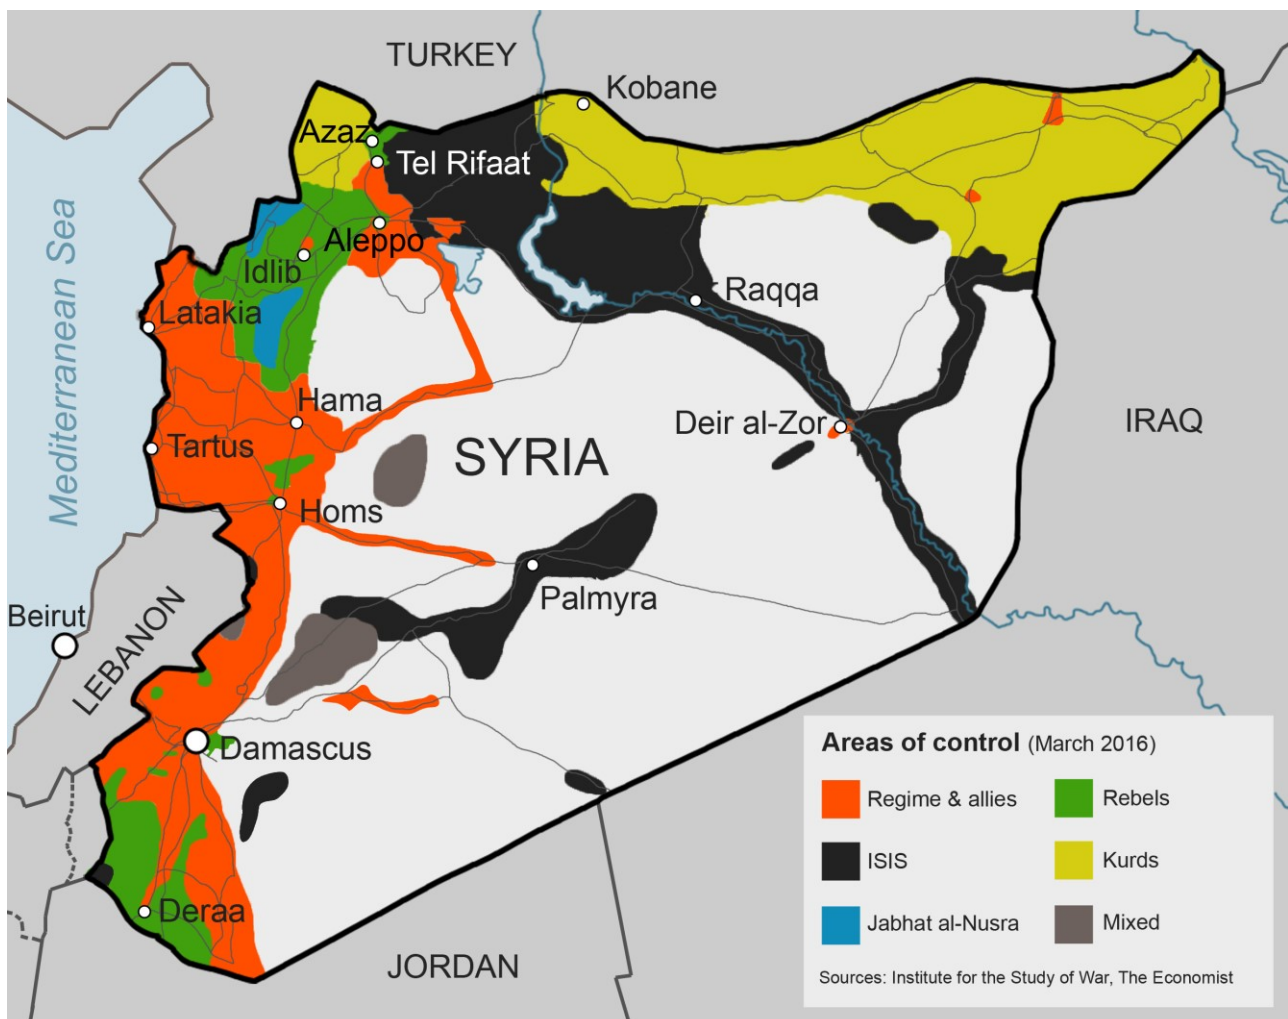 TURKEY
Kobane
Azaz
Tel Rifaat
Aleppo
Idlib
Raqqa
Latakia
Mediterranean Sea
Hama
Deir al-Zor
IRAQ
Tartus
SYRIA
Homs
Palmyra
Beirut
LEBANON
Damascus
Deraa
JORDAN
Areas of control (March 2016)
Regime & allies
Rebels
ISIS
Kurds
Jabhat al-Nusra
Mixed
Sources: Institute for the Study of War, The Economist